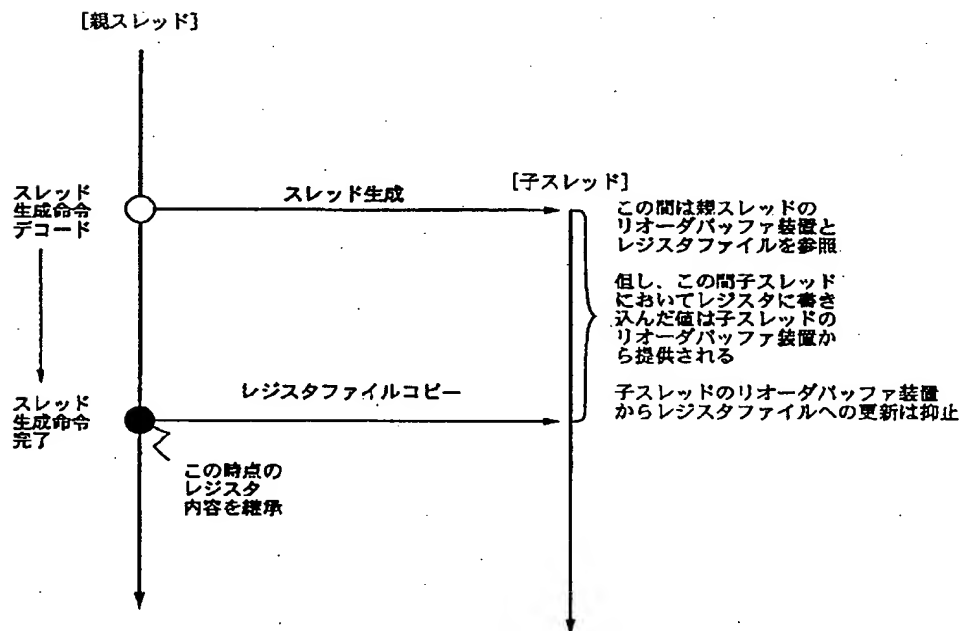 [親スレッド]
スレッド
生成命令
デコード
スレッド生成
[子スレッド]
この間は親スレッドの
リオーダバッファ装置と
レジスタファイルを参照
但し、この間子スレッド
においてレジスタに書き
込んだ値は子スレッドの
リオーダバッファ装置か
ら提供される
スレッド
生成命令
完了
レジスタファイルコピー
子スレッドのリオーダバッファ装置
からレジスタファイルへの更新は抑止
この時点の
レジスタ
内容を継承